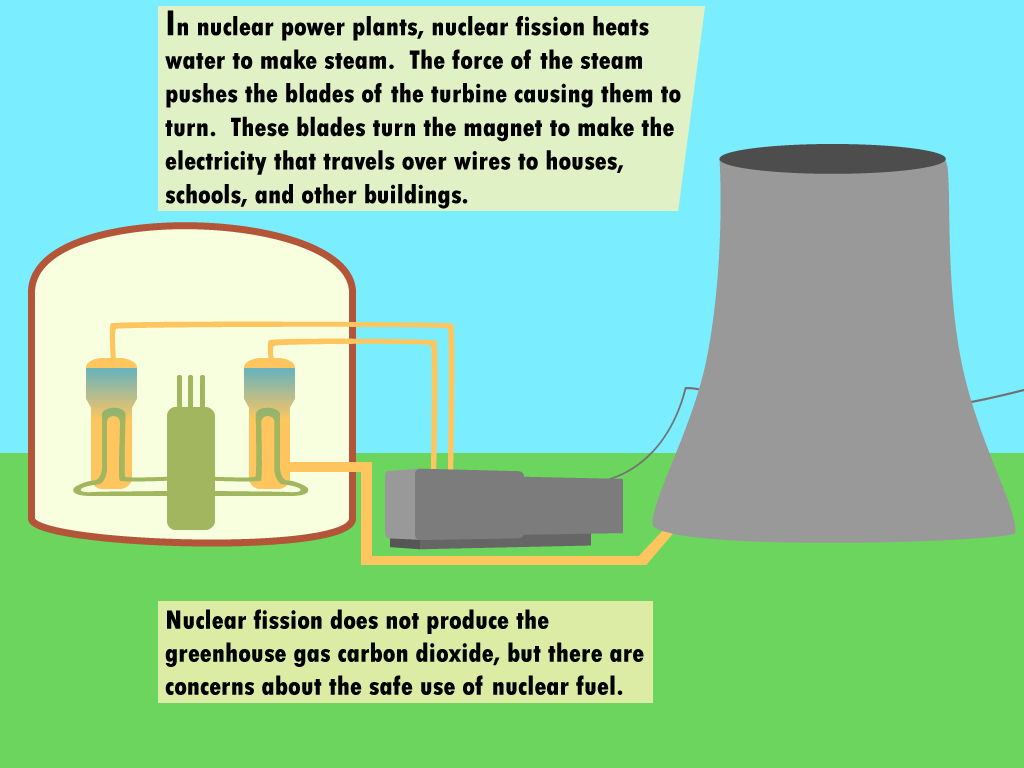 In nuclear power plants, nuclear fission heats
water to make steam.  The force of the steam
pushes the blades of the turbine causing them to
turn.  These blades turn the magnet to make the
electricity that travels over wires to houses,
schools, and other buildings.
Nuclear fission does not produce the
greenhouse gas carbon dioxide, but there are
concerns about the safe use of nuclear fuel.